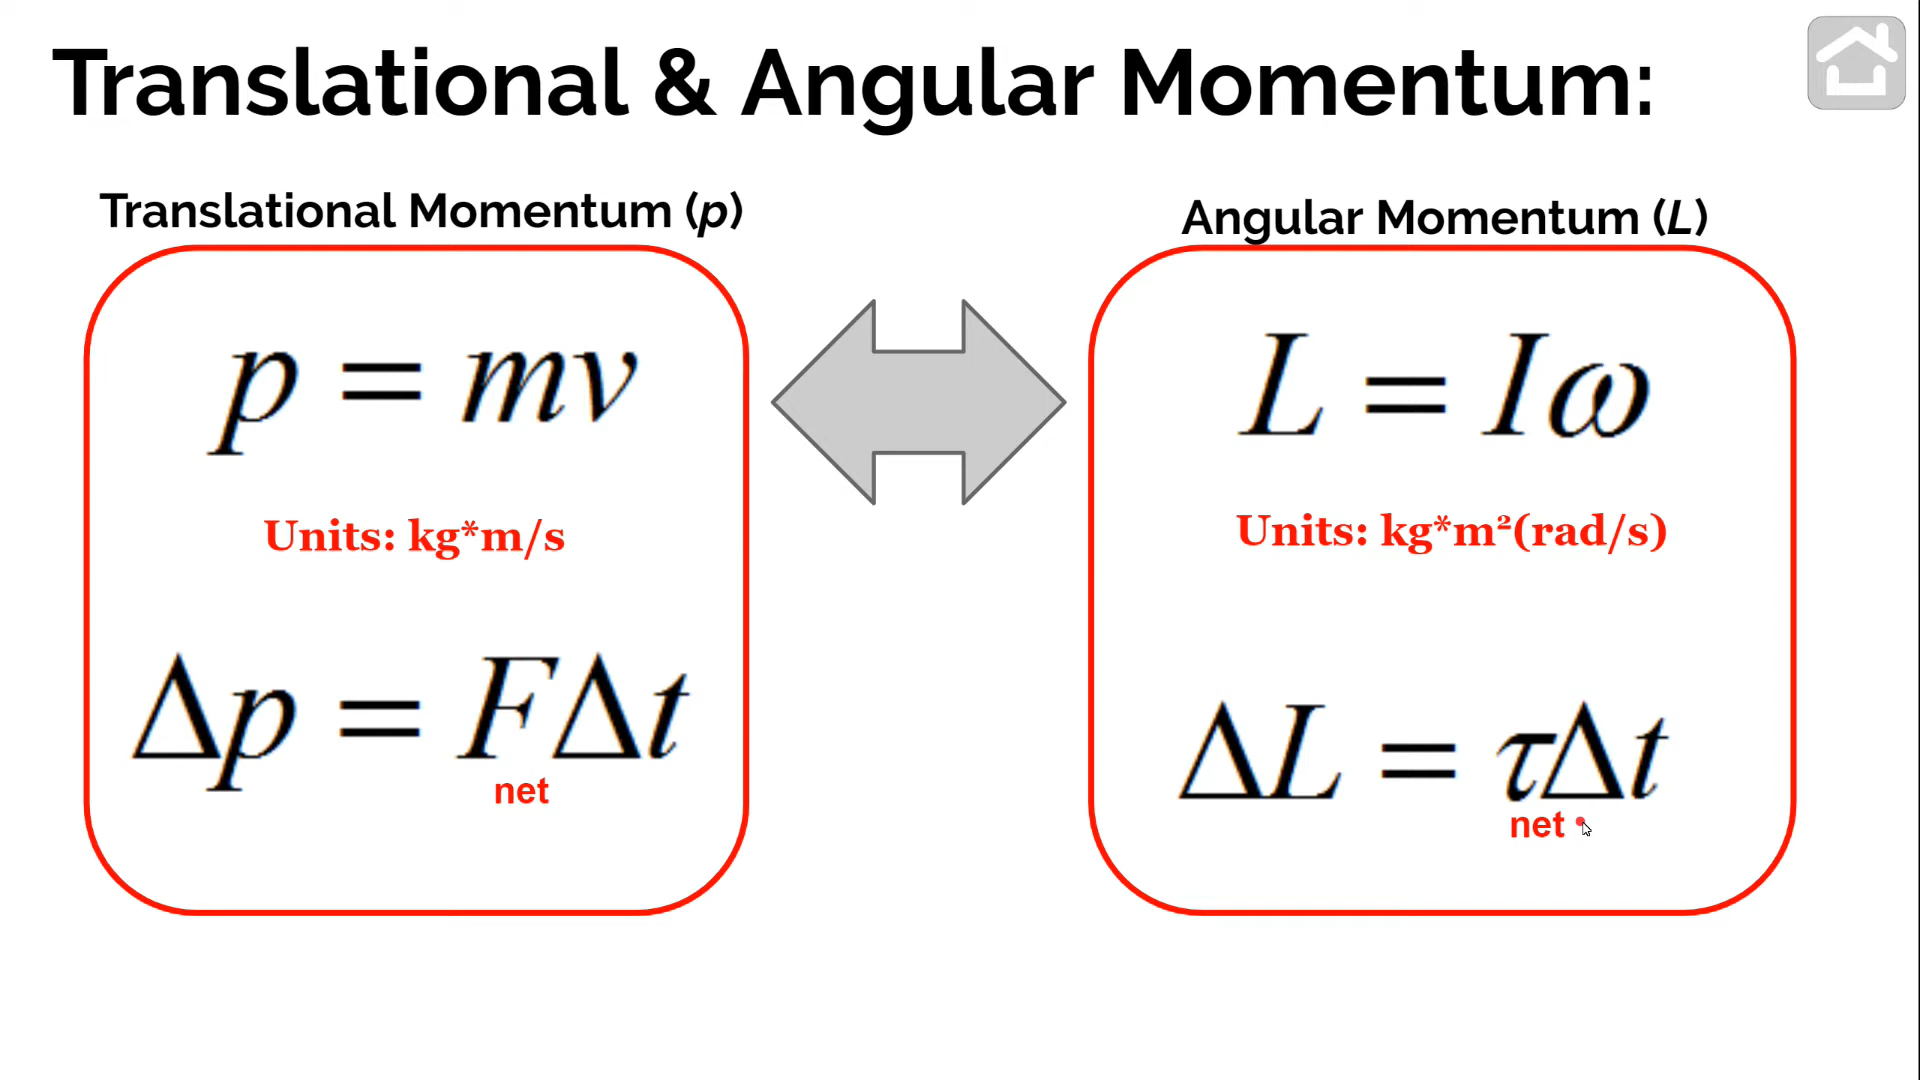 Translational & Angular Momentum:
Translational Momentum (p)
p = mv
Units: kg*m/s
Δp = FΔt
net
Angular Momentum (L)
L = Iω
Units: kg*m²(rad/s)
ΔL = τΔt
net